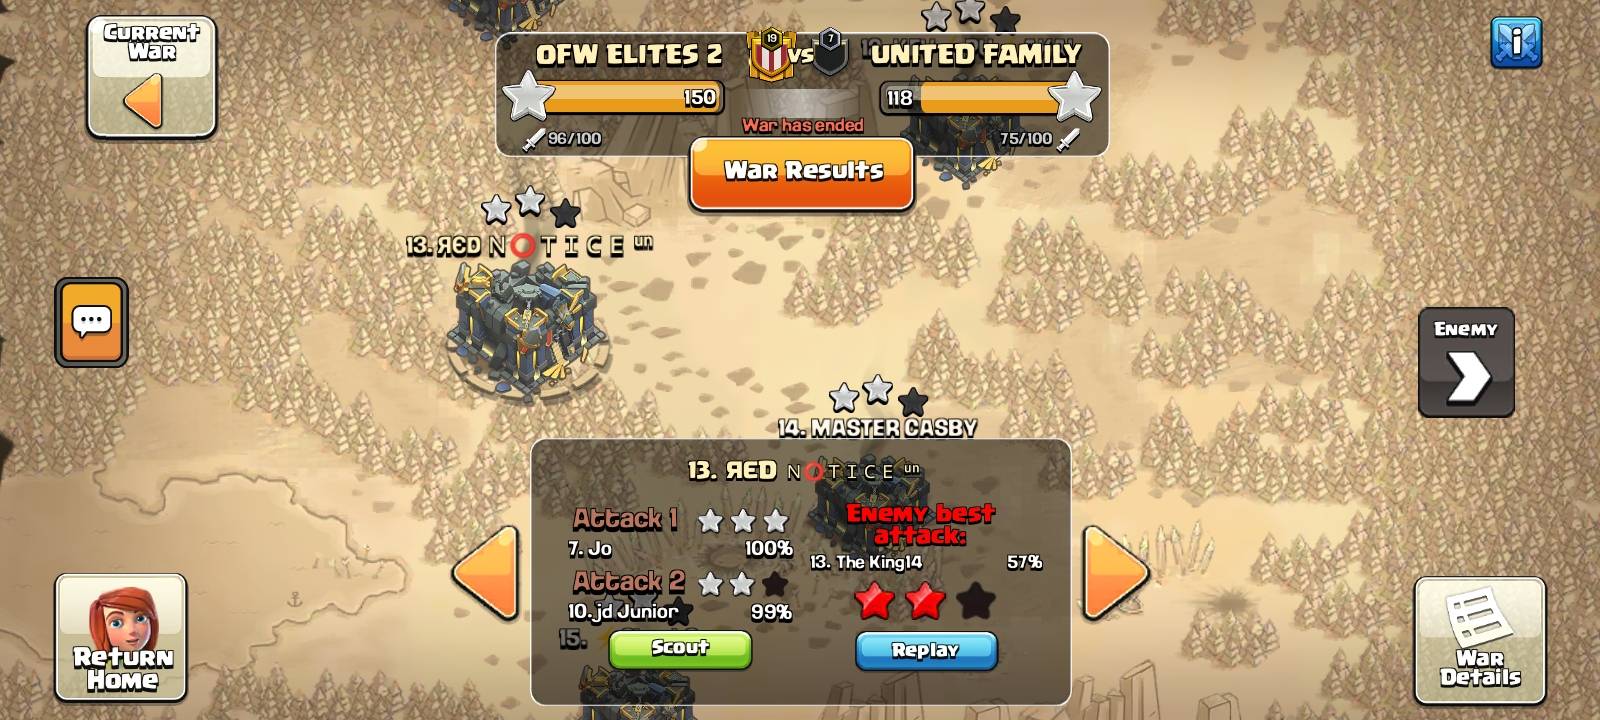 Current
War
OFW ELITES 2
19
vs
7
UNITED FAMILY
150
118
War has ended
96/100
75/100
War Results
13. ЯED N⭕TICE ᵘⁿ
Enemy
14. MASTER CASBY
13. ЯED N⭕TICE ᵘⁿ
Attack 1
7. Jo
100%
Attack 2
10. jd Junior
99%
Enemy best
attack:
13. The King14
57%
15.
Scout
Replay
Return
Home
War
Details